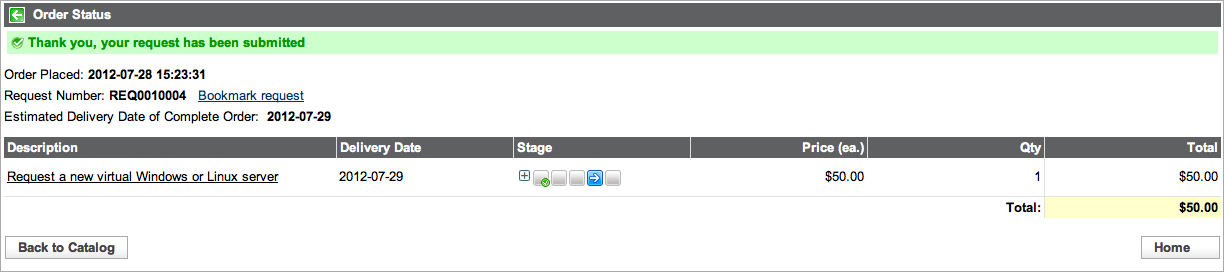 Order Status
Thank you, your request has been submitted
Order Placed: 2012-07-28 15:23:31
Request Number: REQ0010004 Bookmark request
Estimated Delivery Date of Complete Order: 2012-07-29
Description Delivery Date Stage Price (ea.) Qty Total
Request a new virtual Windows or Linux server 2012-07-29 $50.00 1 $50.00
Total: $50.00
Back to Catalog Home